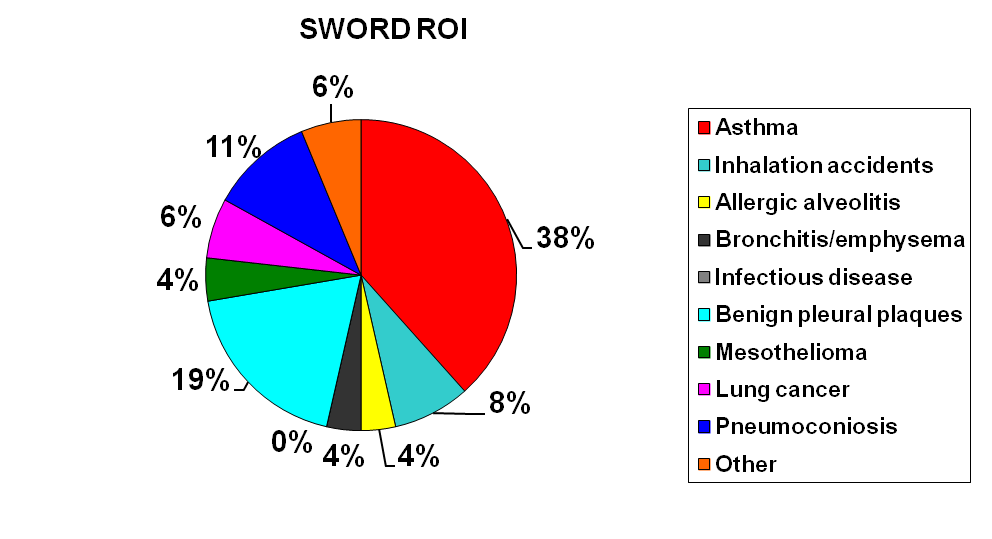 SWORD ROI
6%
11%
6%
4%
19%
0%
4%
4%
8%
38%
Asthma
Inhalation accidents
Allergic alveolitis
Bronchitis/emphysema
Infectious disease
Benign pleural plaques
Mesothelioma
Lung cancer
Pneumoconiosis
Other